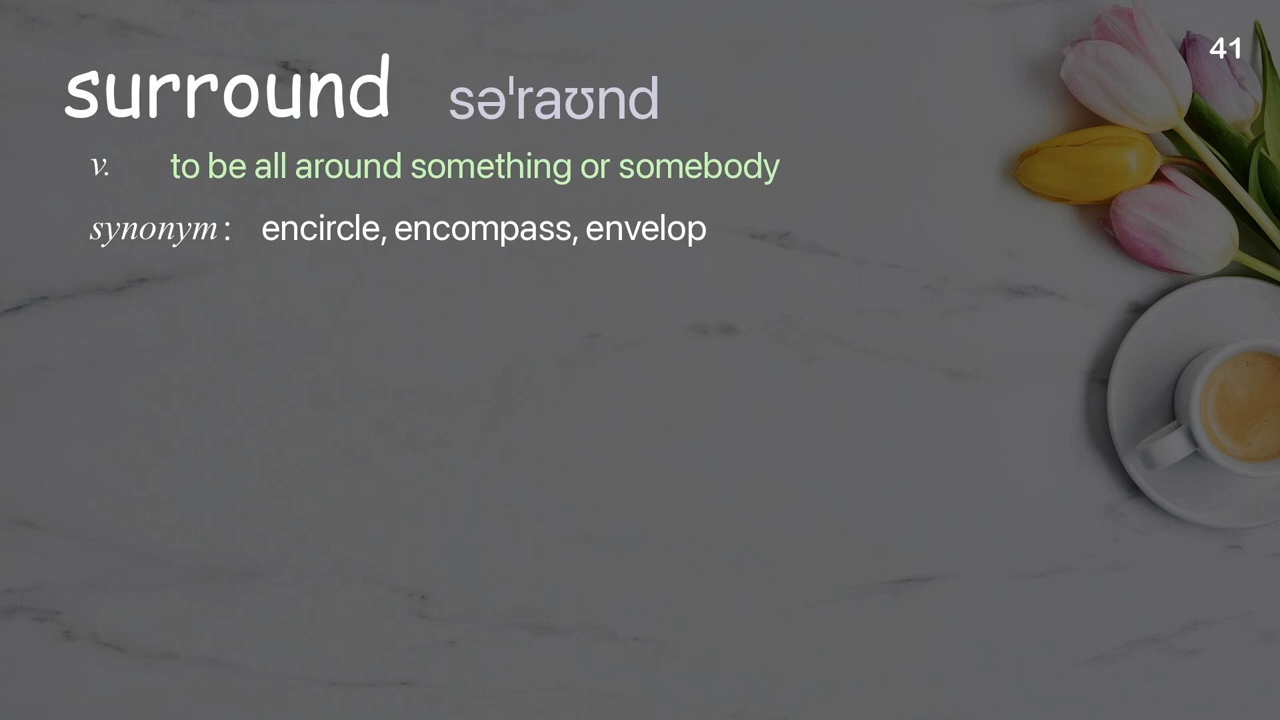 41
surround səˈraʊnd
v. to be all around something or somebody
synonym: encircle, encompass, envelop